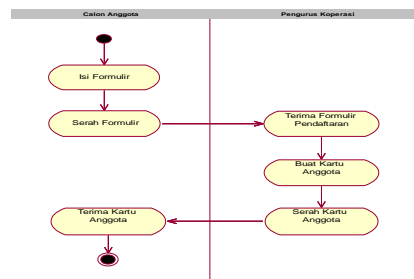 Calon Anggota
Pengurus Koperasi
Isi Formulir
Serah Formulir
Terima Formulir
Pendaftaran
Buat Kartu
Anggota
Serah Kartu
Anggota
Terima Kartu
Anggota